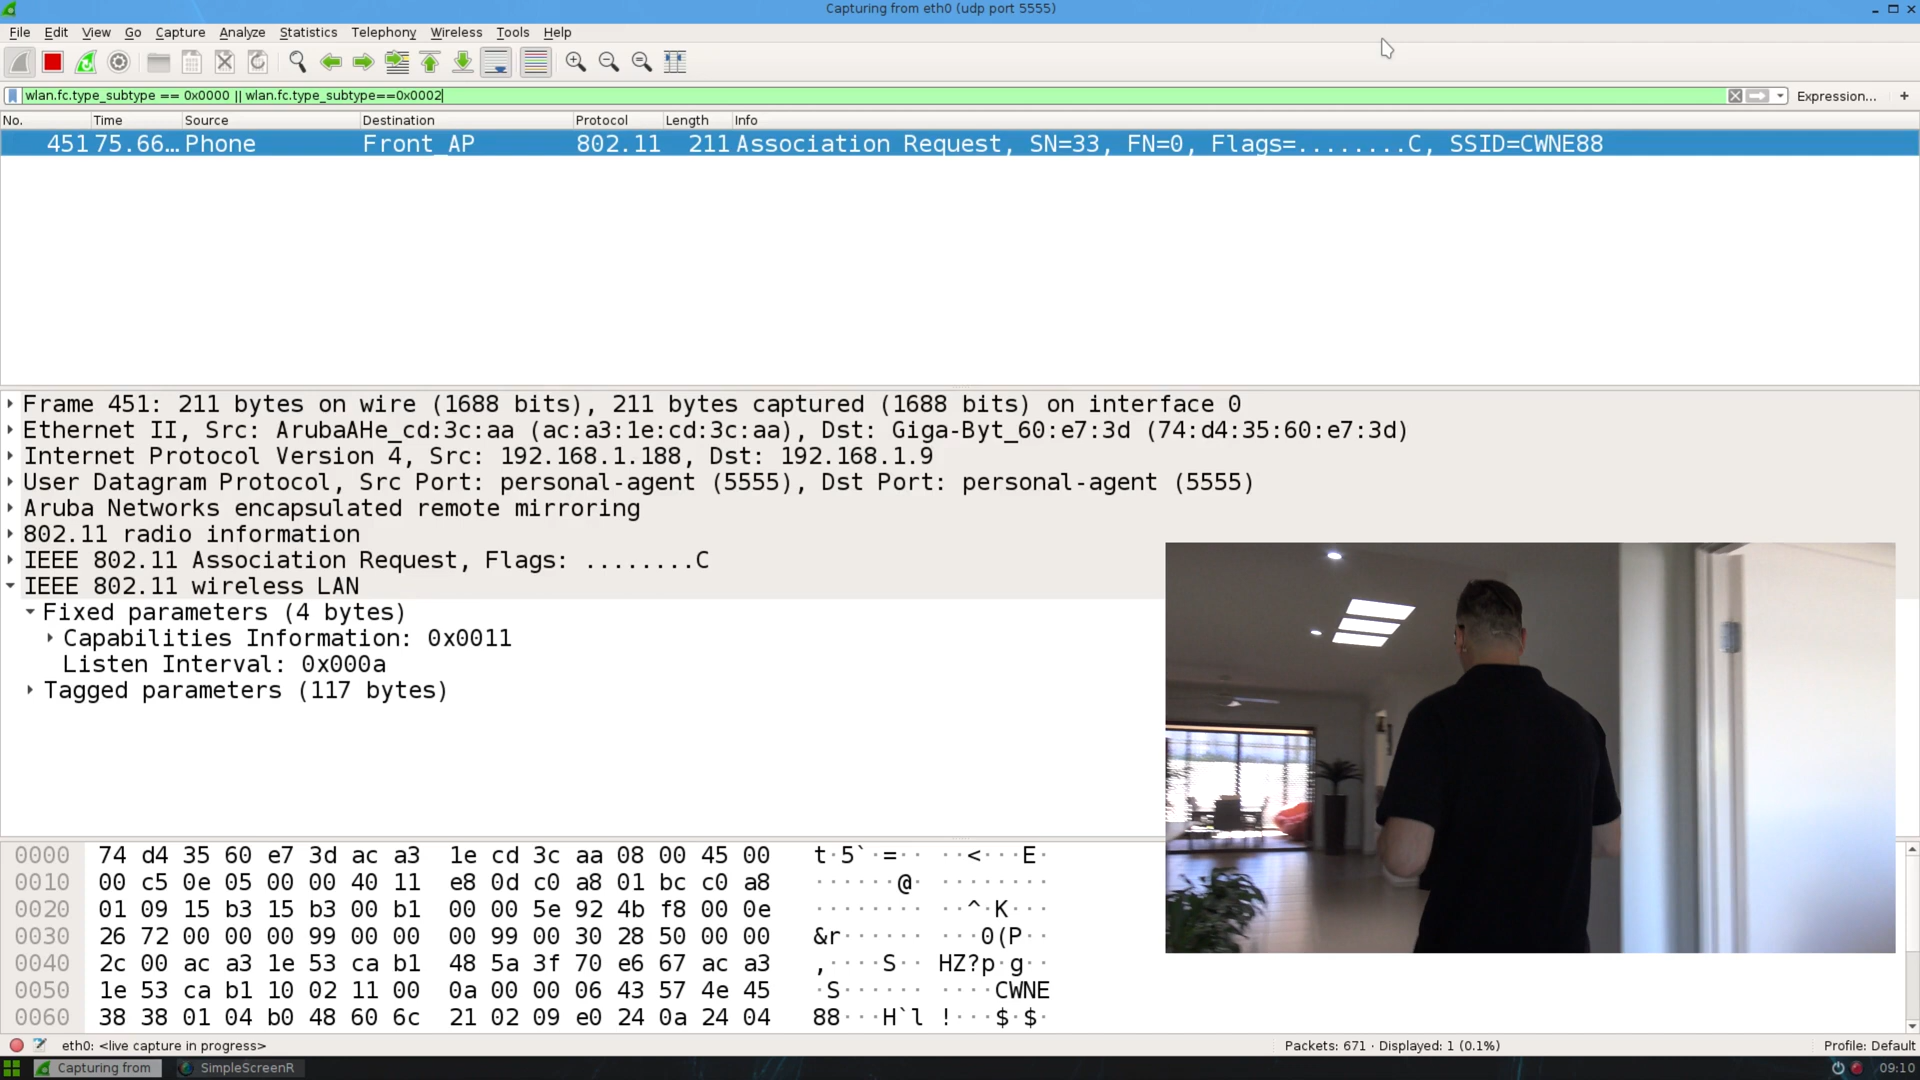 Capturing from eth0 (udp port 5555)
File Edit View Go Capture Analyze Statistics Telephony Wireless Tools Help
wlan.fc.type_subtype == 0x0000 || wlan.fc.type_subtype==0x0002
Expression... +
No. Time Source Destination Protocol Length Info
451 75.66… Phone Front_AP 802.11 211 Association Request, SN=33, FN=0, Flags=........C, SSID=CWNE88
Frame 451: 211 bytes on wire (1688 bits), 211 bytes captured (1688 bits) on interface 0
Ethernet II, Src: ArubaAHe_cd:3c:aa (ac:a3:1e:cd:3c:aa), Dst: Giga-Byt_60:e7:3d (74:d4:35:60:e7:3d)
Internet Protocol Version 4, Src: 192.168.1.188, Dst: 192.168.1.9
User Datagram Protocol, Src Port: personal-agent (5555), Dst Port: personal-agent (5555)
Aruba Networks encapsulated remote mirroring
802.11 radio information
IEEE 802.11 Association Request, Flags: ........C
IEEE 802.11 wireless LAN
Fixed parameters (4 bytes)
Capabilities Information: 0x0011
Listen Interval: 0x000a
Tagged parameters (117 bytes)
0000 74 d4 35 60 e7 3d ac a3 1e cd 3c aa 08 00 45 00 t·5`·=·· ··<···E·
0010 00 c5 0e 05 00 00 40 11 e8 0d c0 a8 01 bc c0 a8 ······@· ········
0020 01 09 15 b3 15 b3 00 b1 00 00 5e 92 4b f8 00 0e ········ ··^·K···
0030 26 72 00 00 00 99 00 00 00 99 00 30 28 50 00 00 &r······ ···0(P··
0040 2c 00 ac a3 1e 53 ca b1 48 5a 3f 70 e6 67 ac a3 ,····S·· HZ?p·g··
0050 1e 53 ca b1 10 02 11 00 0a 00 00 06 43 57 4e 45 ·S······ ····CWNE
0060 38 38 01 04 b0 48 60 6c 21 02 09 e0 24 0a 24 04 88···H`l !···$·$·
eth0: <live capture in progress> Packets: 671 · Displayed: 1 (0.1%) Profile: Default
Capturing from SimpleScreenR 09:10